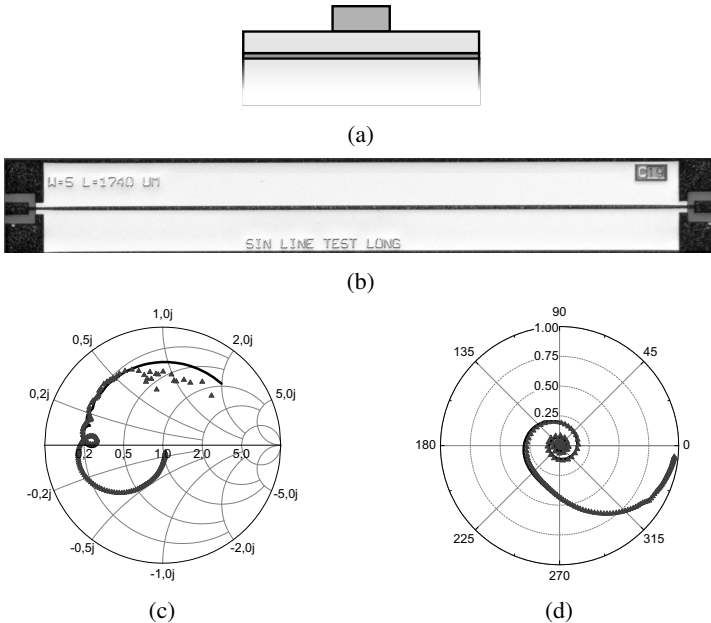 (a)
W=5 L=1740 UM
C19
SIN LINE TEST LONG
(b)
1,0j
0,5j
2,0j
0,2j
5,0j
0,2 0,5 1,0 2,0 5,0
-0,2j
-5,0j
-0,5j
-2,0j
-1,0j
(c)
90
135
1.00
45
0.75
0.50
0.25
180
0
225
315
270
(d)